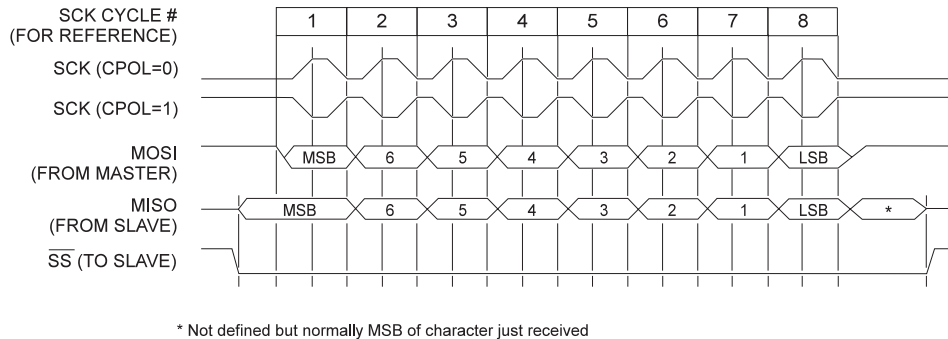 SCK CYCLE # 1 2 3 4 5 6 7 8
(FOR REFERENCE)
SCK (CPOL=0)
SCK (CPOL=1)
MOSI MSB 6 5 4 3 2 1 LSB
(FROM MASTER)
MISO MSB 6 5 4 3 2 1 LSB *
(FROM SLAVE)
SS (TO SLAVE)
* Not defined but normally MSB of character just received